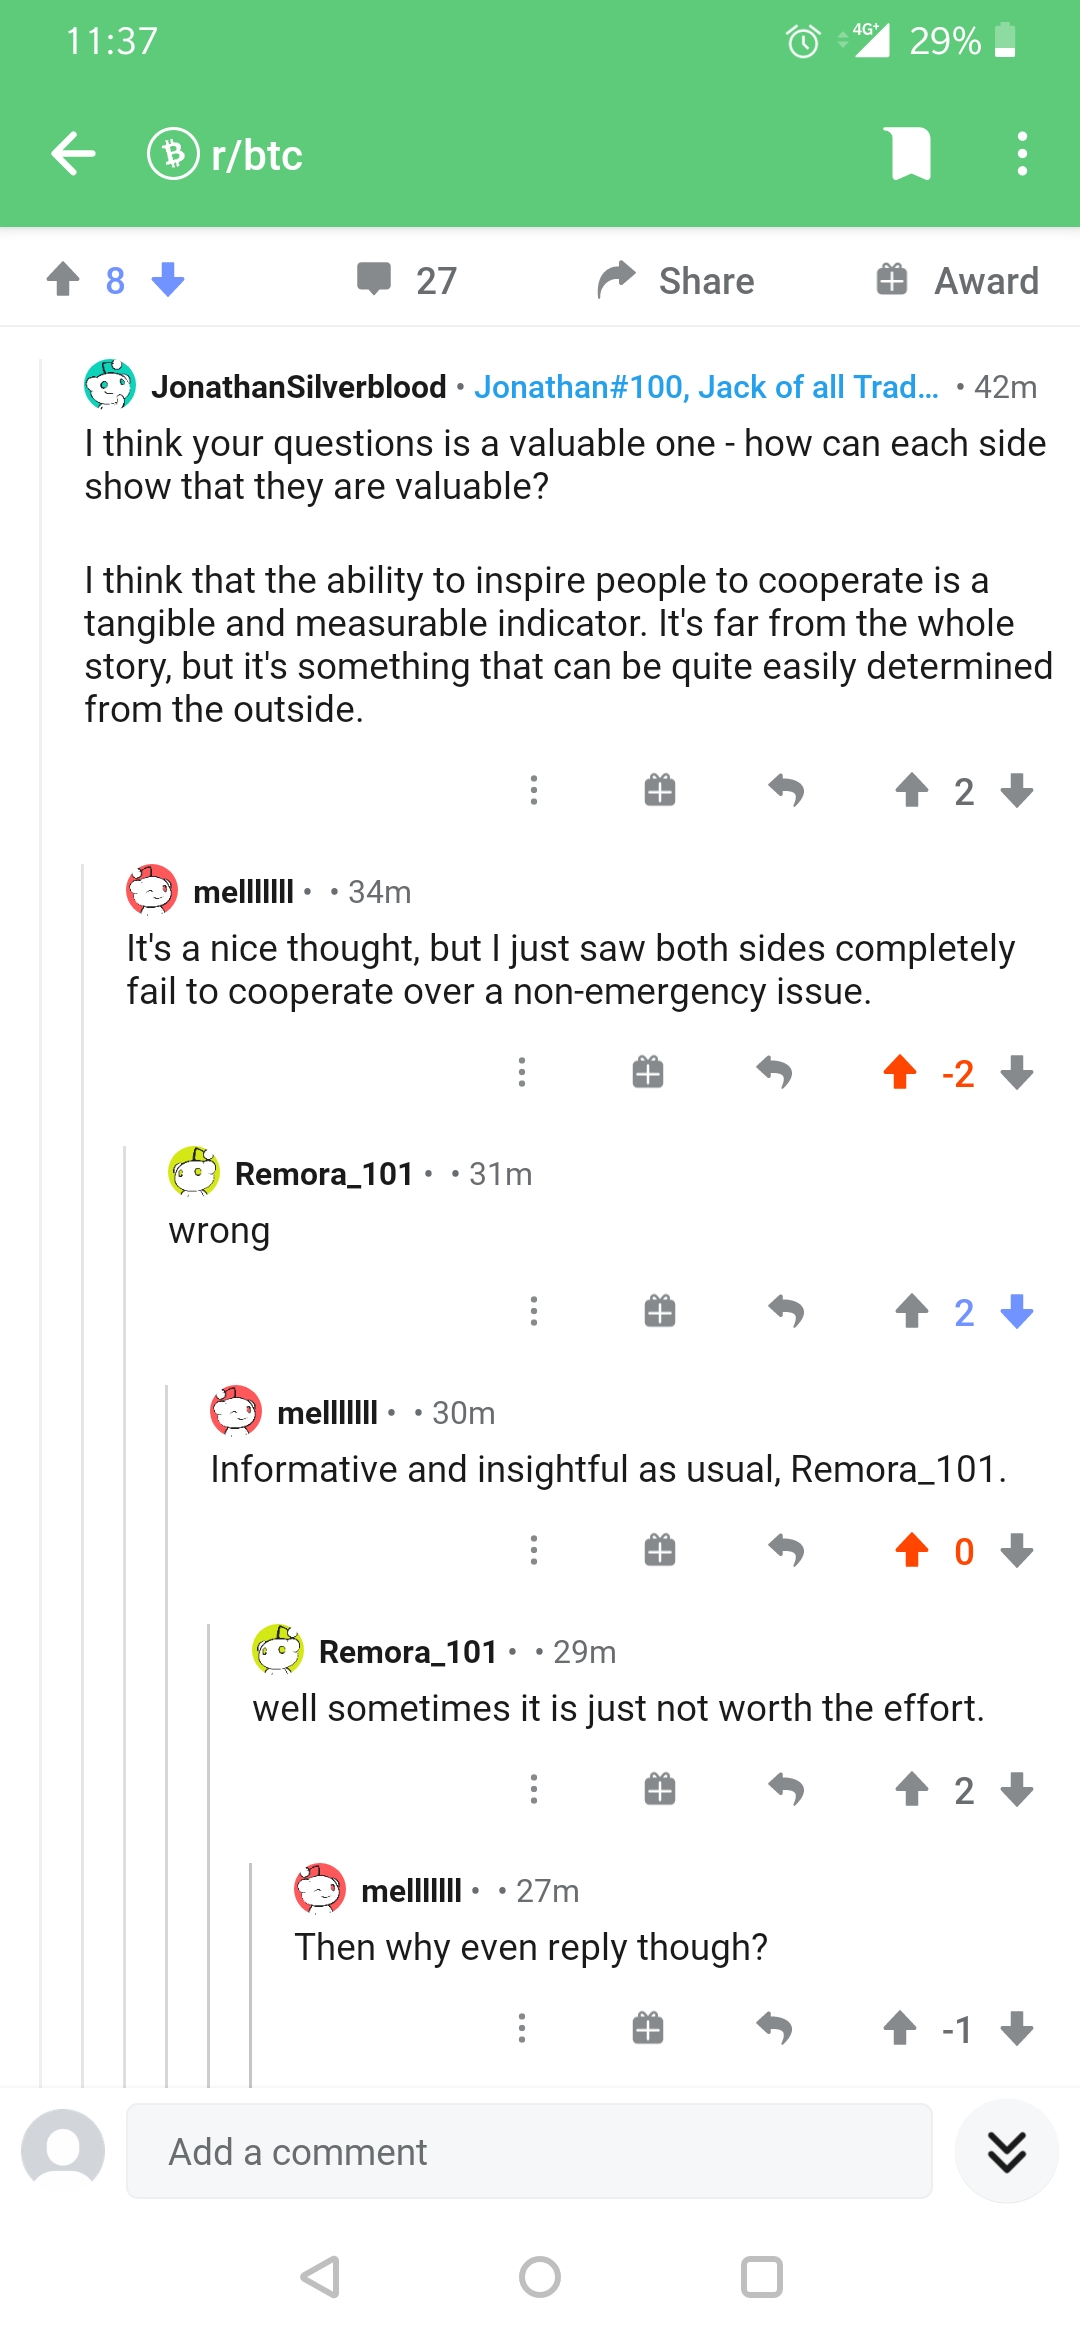 11:37
4G+ 29%
r/btc
8 27 Share Award
JonathanSilverblood • Jonathan#100, Jack of all Trad... • 42m
I think your questions is a valuable one - how can each side
show that they are valuable?
I think that the ability to inspire people to cooperate is a
tangible and measurable indicator. It's far from the whole
story, but it's something that can be quite easily determined
from the outside.
2
melllllll • • 34m
It's a nice thought, but I just saw both sides completely
fail to cooperate over a non-emergency issue.
-2
Remora_101 • • 31m
wrong
2
melllllll • • 30m
Informative and insightful as usual, Remora_101.
0
Remora_101 • • 29m
well sometimes it is just not worth the effort.
2
melllllll • • 27m
Then why even reply though?
-1
Add a comment